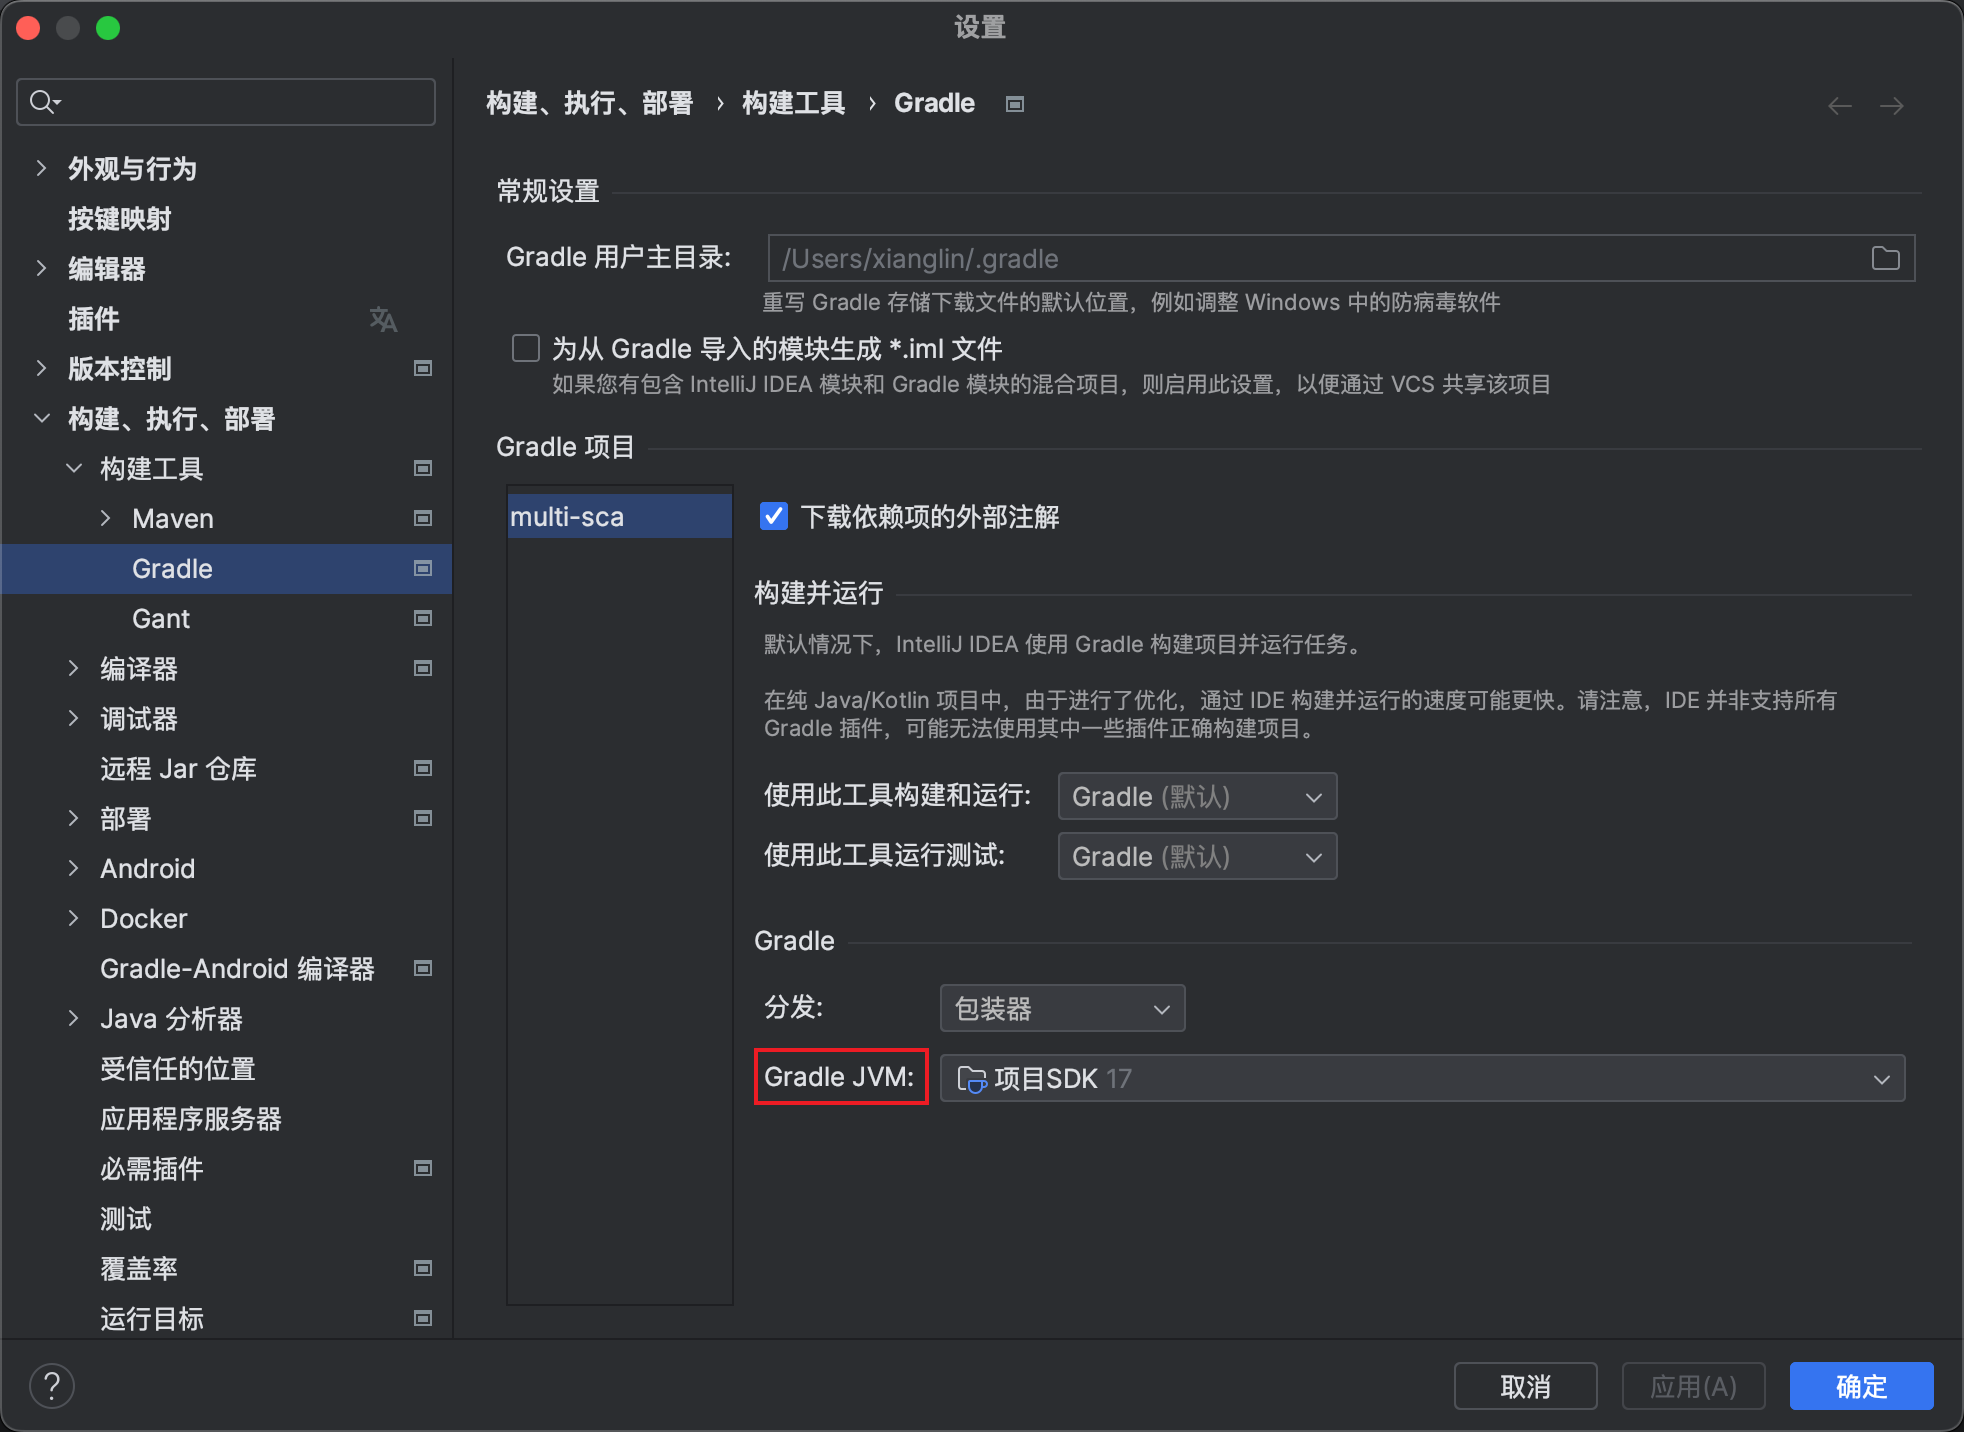 设置
外观与行为
按键映射
编辑器
插件
版本控制
构建、执行、部署
构建工具
Maven
Gradle
Gant
编译器
调试器
远程 Jar 仓库
部署
Android
Docker
Gradle-Android 编译器
Java 分析器
受信任的位置
应用程序服务器
必需插件
测试
覆盖率
运行目标
构建、执行、部署 › 构建工具 › Gradle
常规设置
Gradle 用户主目录: /Users/xianglin/.gradle
重写 Gradle 存储下载文件的默认位置，例如调整 Windows 中的防病毒软件
为从 Gradle 导入的模块生成 *.iml 文件
如果您有包含 IntelliJ IDEA 模块和 Gradle 模块的混合项目，则启用此设置，以便通过 VCS 共享该项目
Gradle 项目
multi-sca
下载依赖项的外部注解
构建并运行
默认情况下，IntelliJ IDEA 使用 Gradle 构建项目并运行任务。
在纯 Java/Kotlin 项目中，由于进行了优化，通过 IDE 构建并运行的速度可能更快。请注意，IDE 并非支持所有
Gradle 插件，可能无法使用其中一些插件正确构建项目。
使用此工具构建和运行: Gradle (默认)
使用此工具运行测试: Gradle (默认)
Gradle
分发: 包装器
Gradle JVM: 项目SDK 17
? 取消 应用(A) 确定